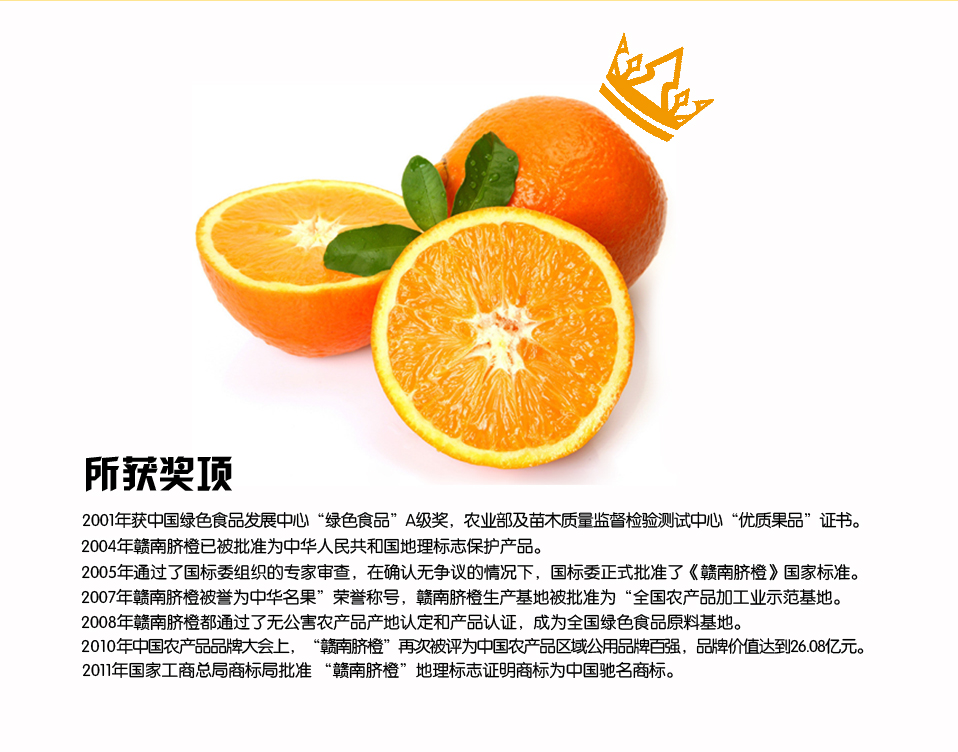 所获奖项
2001年获中国绿色食品发展中心“绿色食品”A级奖，农业部及苗木质量监督检验测试中心“优质果品”证书。
2004年赣南脐橙已被批准为中华人民共和国地理标志保护产品。
2005年通过了国标委组织的专家审查，在确认无争议的情况下，国标委正式批准了《赣南脐橙》国家标准。
2007年赣南脐橙被誉为中华名果”荣誉称号，赣南脐橙生产基地被批准为“全国农产品加工业示范基地。
2008年赣南脐橙都通过了无公害农产品产地认定和产品认证，成为全国绿色食品原料基地。
2010年中国农产品品牌大会上，“赣南脐橙”再次被评为中国农产品区域公用品牌百强，品牌价值达到26.08亿元。
2011年国家工商总局商标局批准 “赣南脐橙”地理标志证明商标为中国驰名商标。